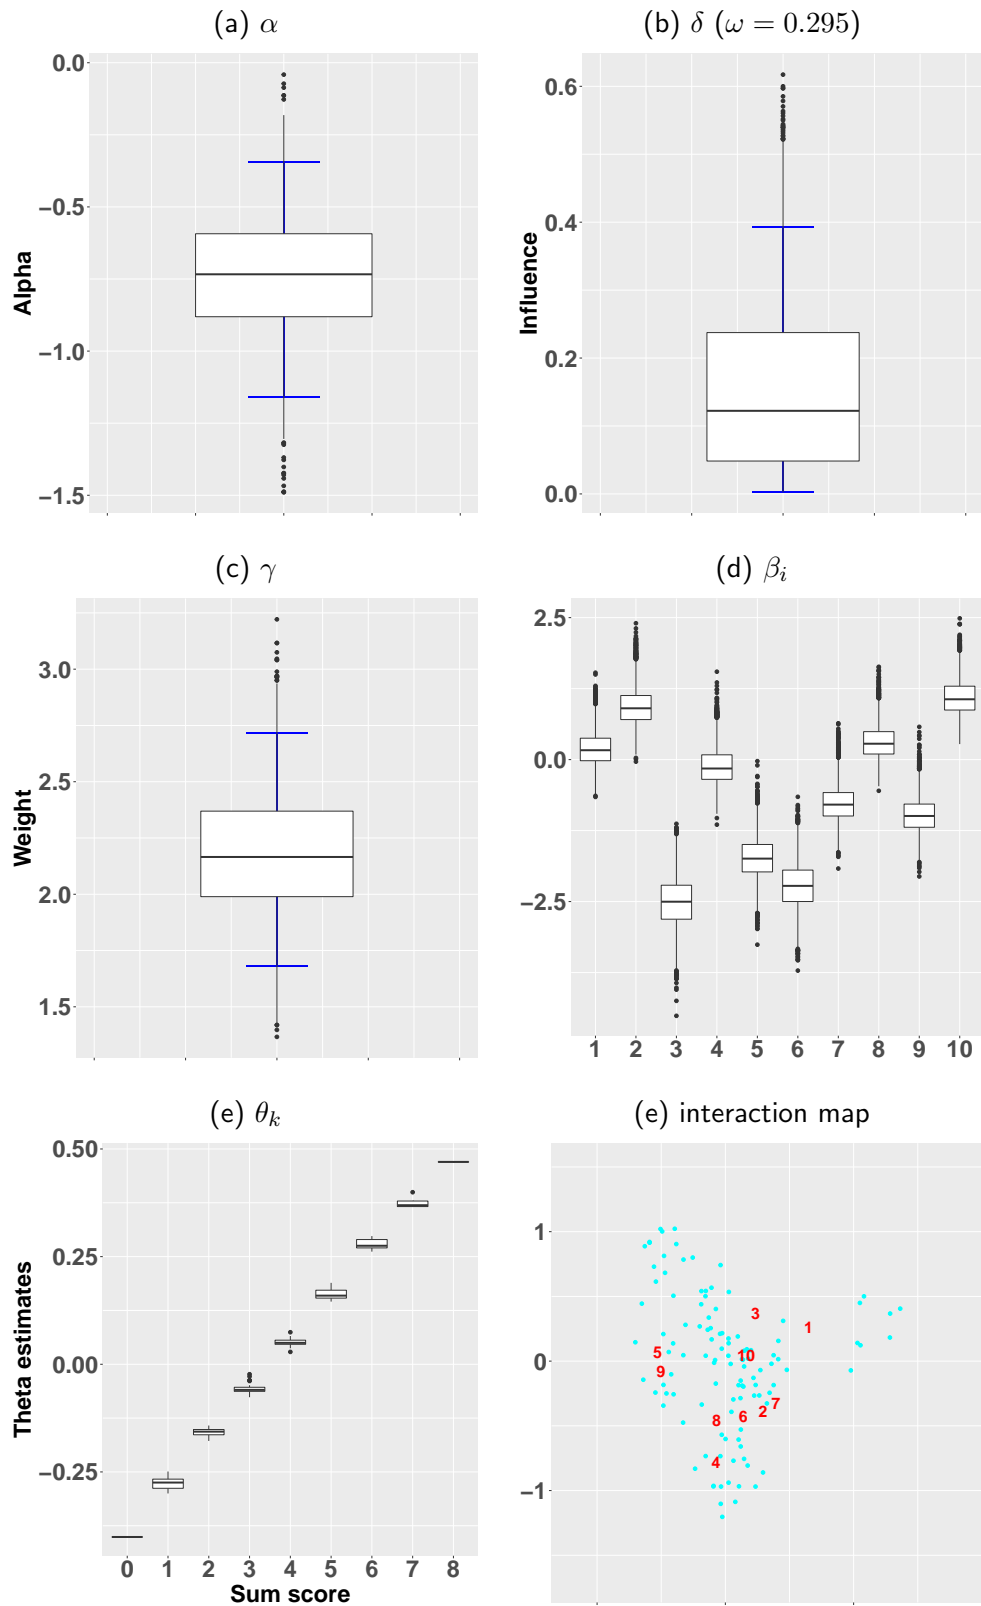 (a) α
(b) δ (ω = 0.295)
0.0
−0.5
−1.0
−1.5
Alpha
0.6
0.4
0.2
0.0
Influence
(c) γ
(d) βi
3.0
2.5
2.0
1.5
Weight
2.5
0.0
−2.5
1 2 3 4 5 6 7 8 9 10
(e) θk
(e) interaction map
0.50
0.25
0.00
−0.25
Theta estimates
0 1 2 3 4 5 6 7 8
Sum score
1
0
−1
3
1
5
10
9
7
2
6
8
4